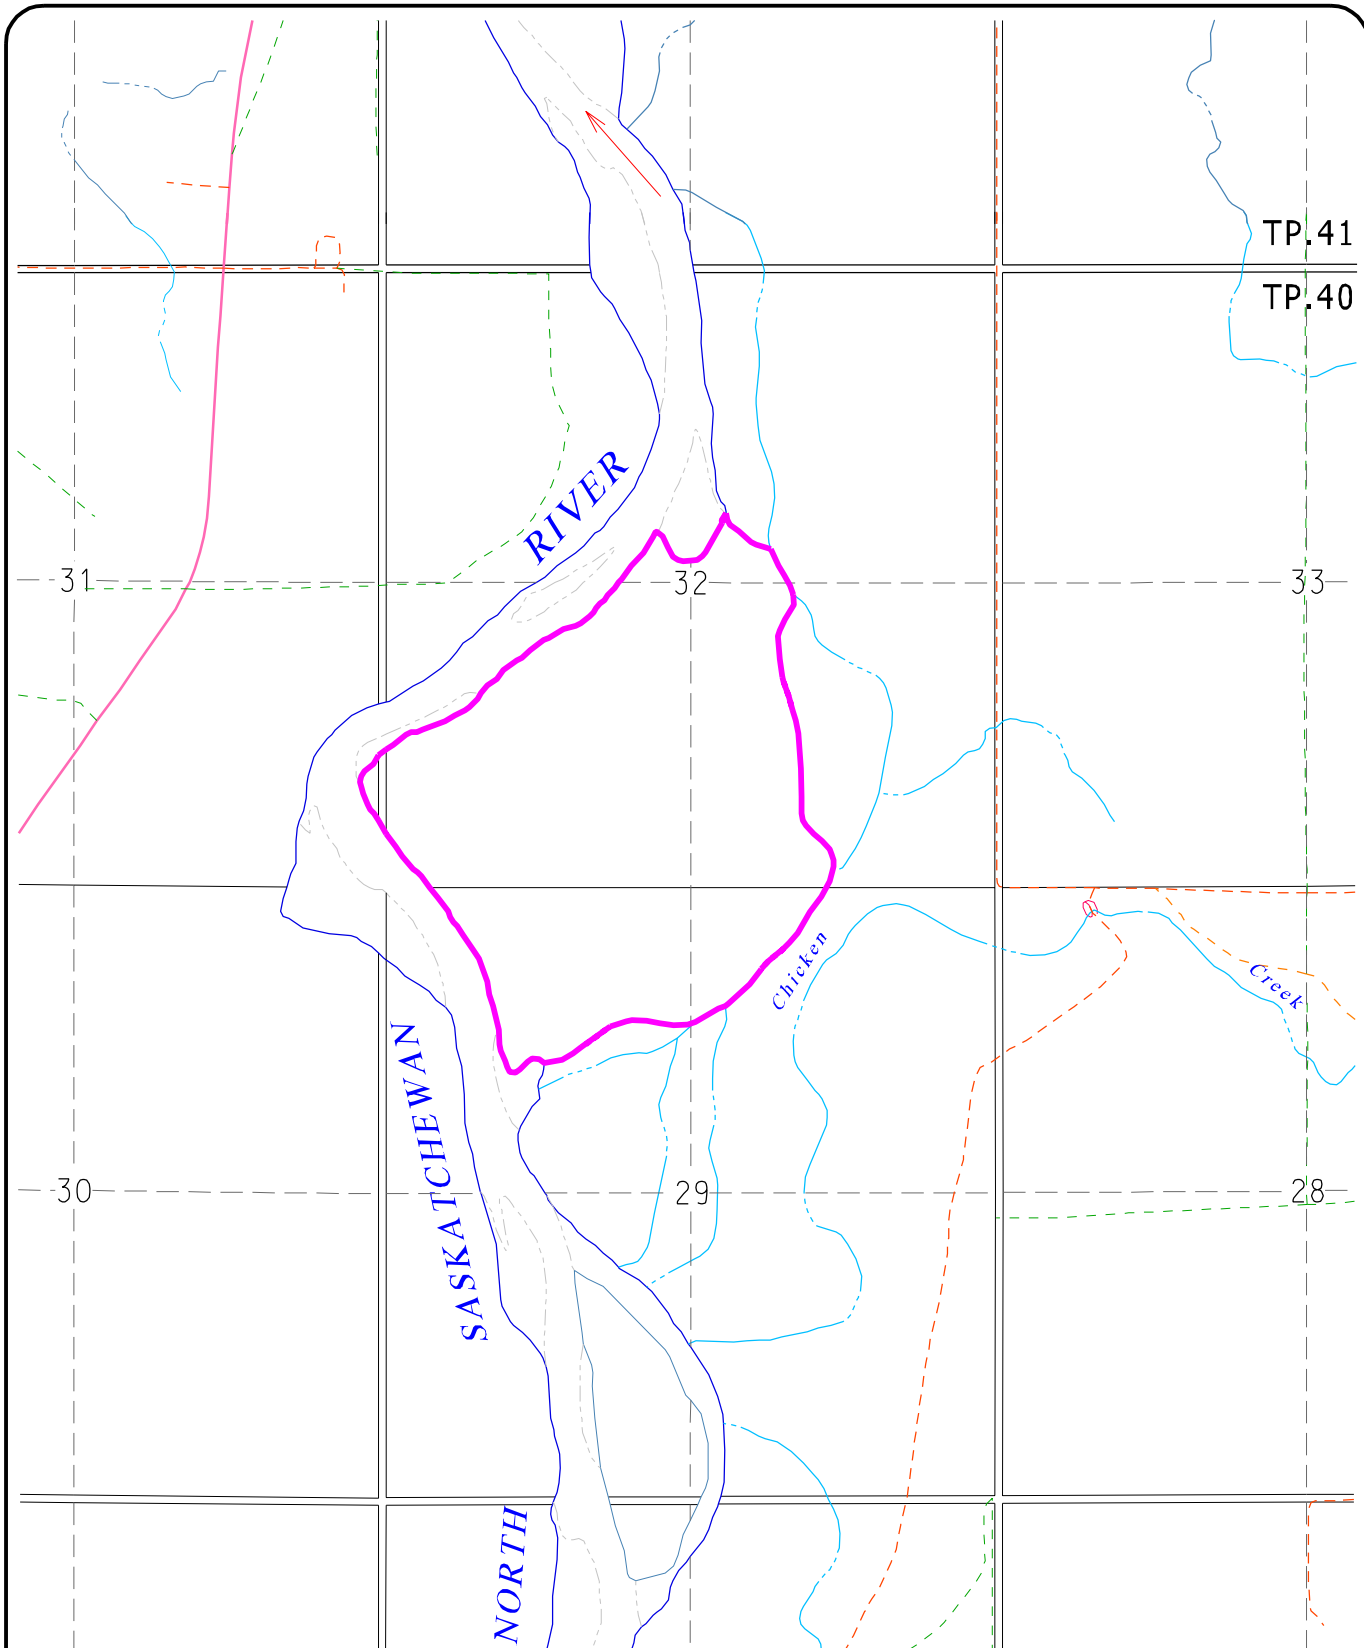 TP.41
TP.40
RIVER
31
32
33
Chicken
Creek
SASKATCHEWAN
30
29
28
NORTH